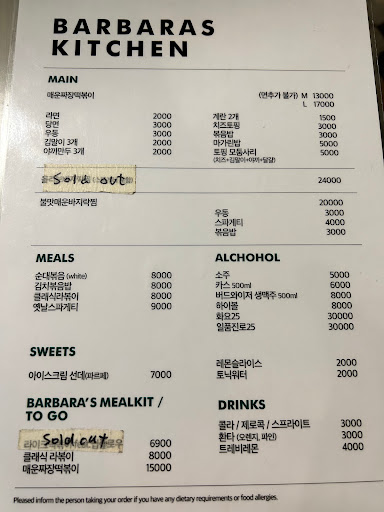 BARBARAS
KITCHEN
MAIN
매운짜장떡볶이 (면추가 불가) M 13000
L 17000
라면 2000
당면 3000
우동 3000
김말이 3개 2000
야끼만두 3개 2000
계란 2개 1500
치즈토핑 3000
볶음밥 3000
마가린밥 5000
토핑 모둠사리 5000
(치즈+김말이+야끼+달걀)
Sold out 24000
불맛매운바지락찜 20000
우동 3000
스파게티 4000
볶음밥 3000
MEALS
순대볶음 (white) 8000
김치볶음밥 8000
클래식라볶이 8000
옛날스파게티 9000
ALCHOHOL
소주 5000
카스 500ml 6000
버드와이저 생맥주 500ml 8000
하이볼 8000
화요25 30000
일품진로25 30000
SWEETS
아이스크림 선데(파르페) 7000
레몬슬라이스 2000
토닉워터 2000
BARBARA'S MEALKIT /
TO GO
Sold out 6900
클래식 라볶이 8000
매운짜장떡볶이 15000
DRINKS
콜라 / 제로콕 / 스프라이트 3000
환타 (오렌지, 파인) 3000
트레비레몬 4000
Pleased inform the person taking your order if you have any dietary requirements or food allergies.